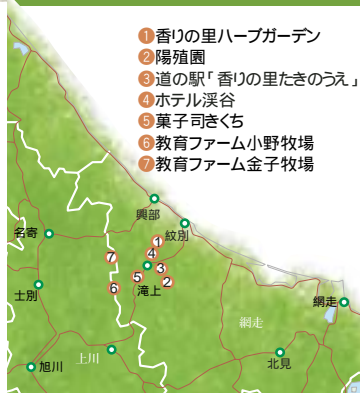 ①香りの里ハーブガーデン
②陽殖園
③道の駅「香りの里たきのうえ」
④ホテル渓谷
⑤菓子司きくち
⑥教育ファーム小野牧場
⑦教育ファーム金子牧場
興部
紋別
名寄
①
④
⑦
③
⑤
②
滝上
⑥
士別
網走
網走
上川
北見
旭川